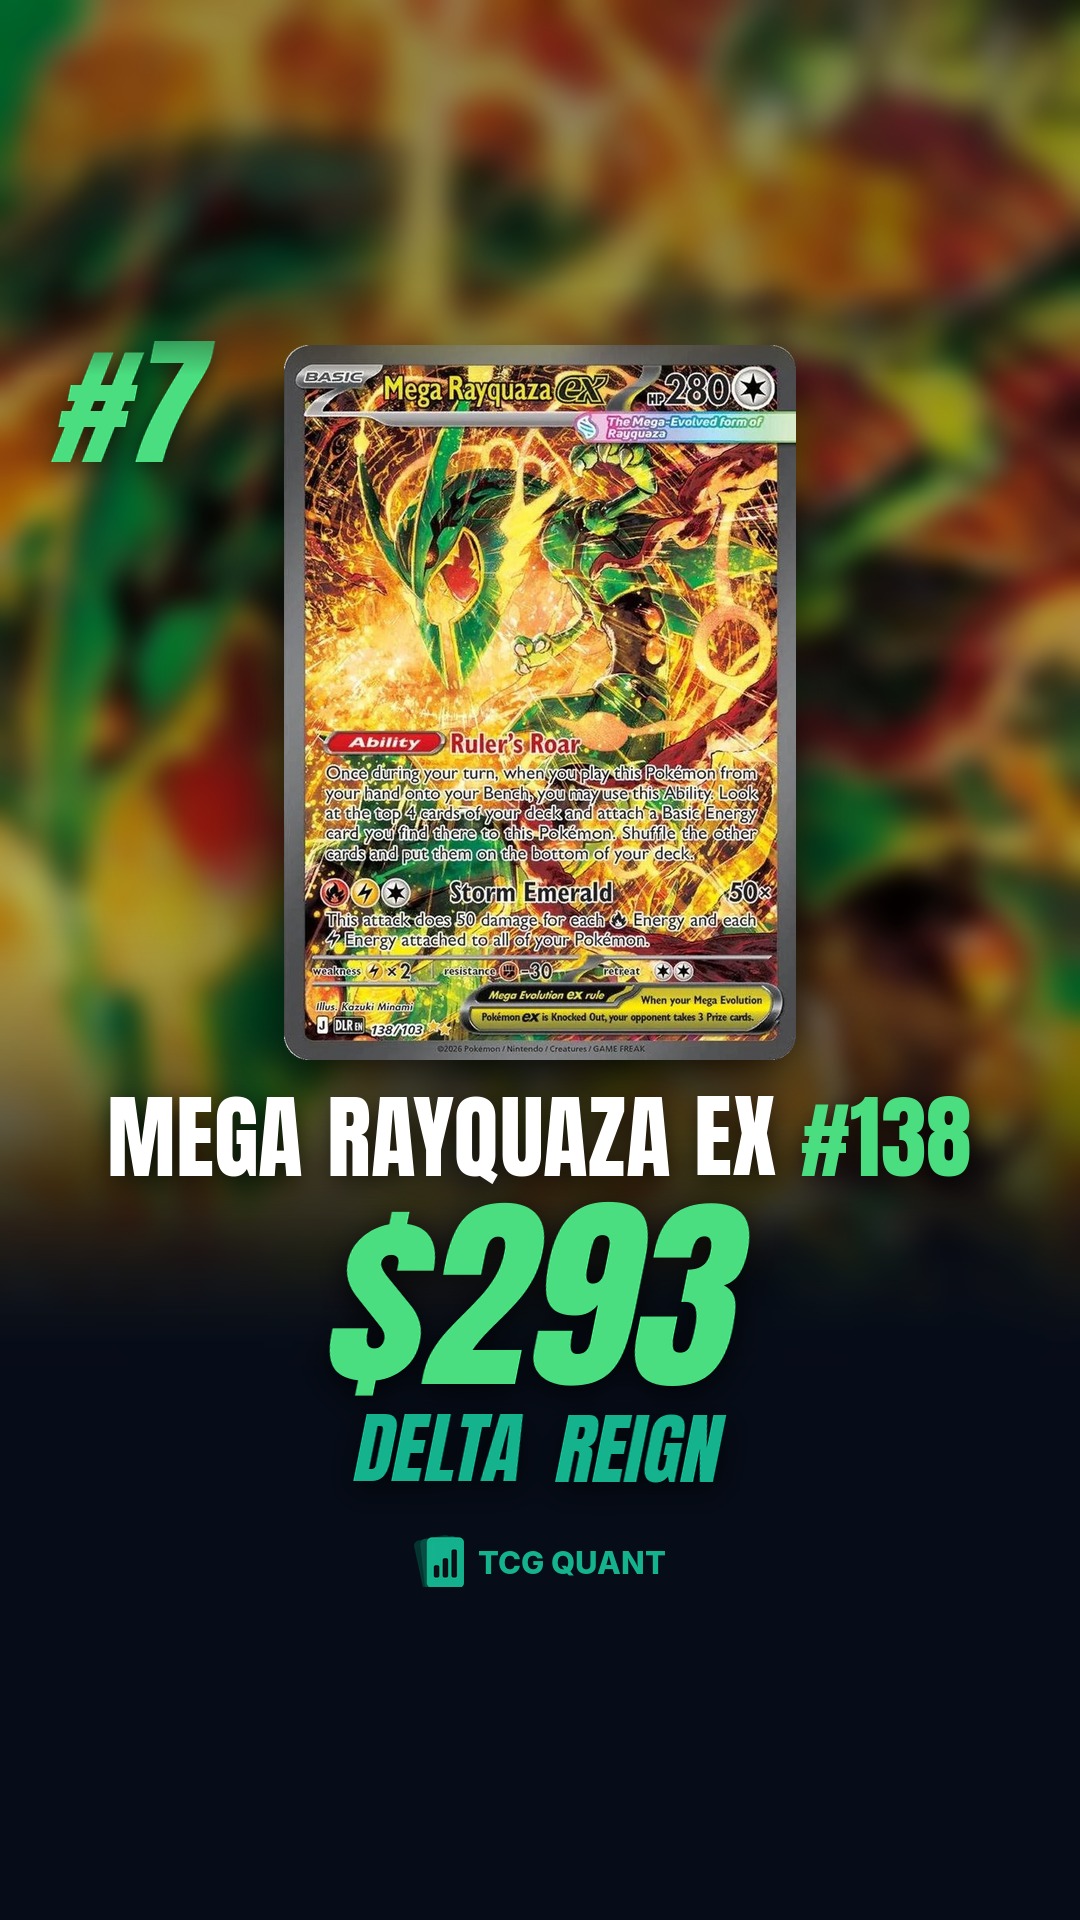 #7
BASIC
Mega Rayquaza ex HP 280
The Mega-Evolved form of
Rayquaza
Ability Ruler's Roar
Once during your turn, when you play this Pokémon from
your hand onto your Bench, you may use this Ability. Look
at the top 4 cards of your deck and attach a Basic Energy
card you find there to this Pokémon. Shuffle the other
cards and put them on the bottom of your deck.
Storm Emerald 50×
This attack does 50 damage for each Energy and each
Energy attached to all of your Pokémon.
weakness ×2 resistance -30 retreat
Mega Evolution ex rule When your Mega Evolution
Pokémon ex is Knocked Out, your opponent takes 3 Prize cards.
Illus. Kazuki Minami
J DLR EN 138/103
©2026 Pokémon / Nintendo / Creatures / GAME FREAK
MEGA RAYQUAZA EX #138
$293
DELTA REIGN
TCG QUANT